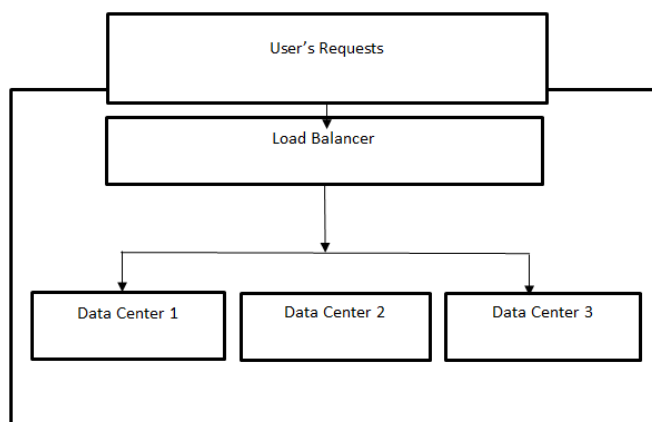 User’s Requests
Load Balancer
Data Center 1
Data Center 2
Data Center 3